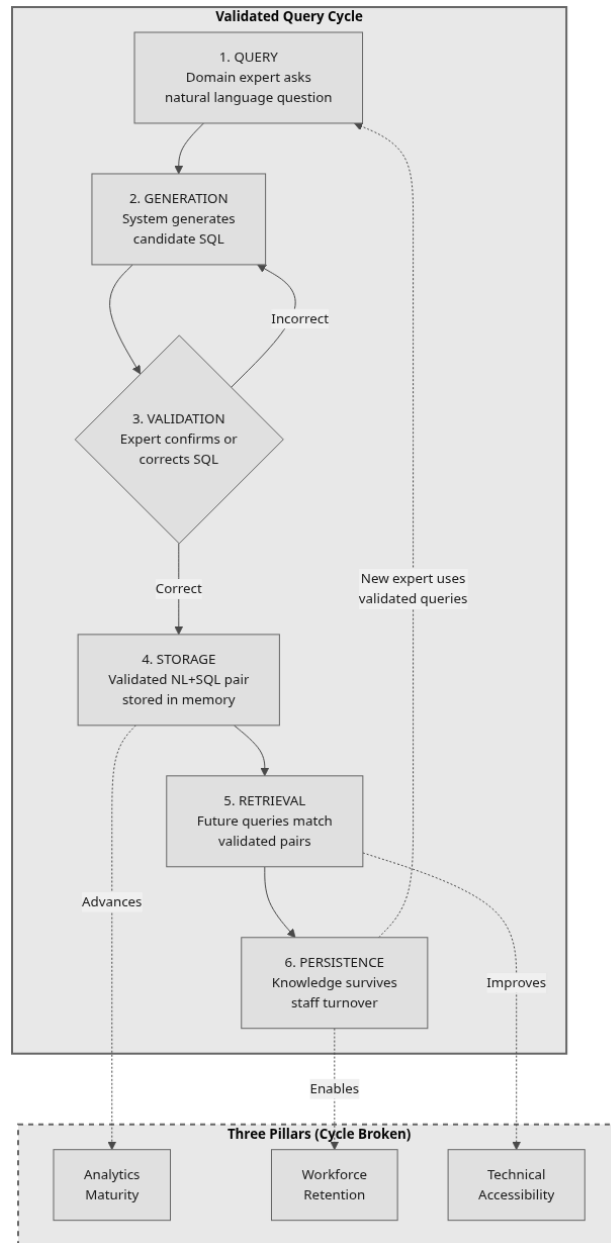 Validated Query Cycle
1. QUERY
Domain expert asks
natural language question
2. GENERATION
System generates
candidate SQL
Incorrect
3. VALIDATION
Expert confirms or
corrects SQL
Correct
New expert uses
validated queries
4. STORAGE
Validated NL+SQL pair
stored in memory
5. RETRIEVAL
Future queries match
validated pairs
Advances
6. PERSISTENCE
Knowledge survives
staff turnover
Improves
Enables
Three Pillars (Cycle Broken)
Analytics
Maturity
Workforce
Retention
Technical
Accessibility